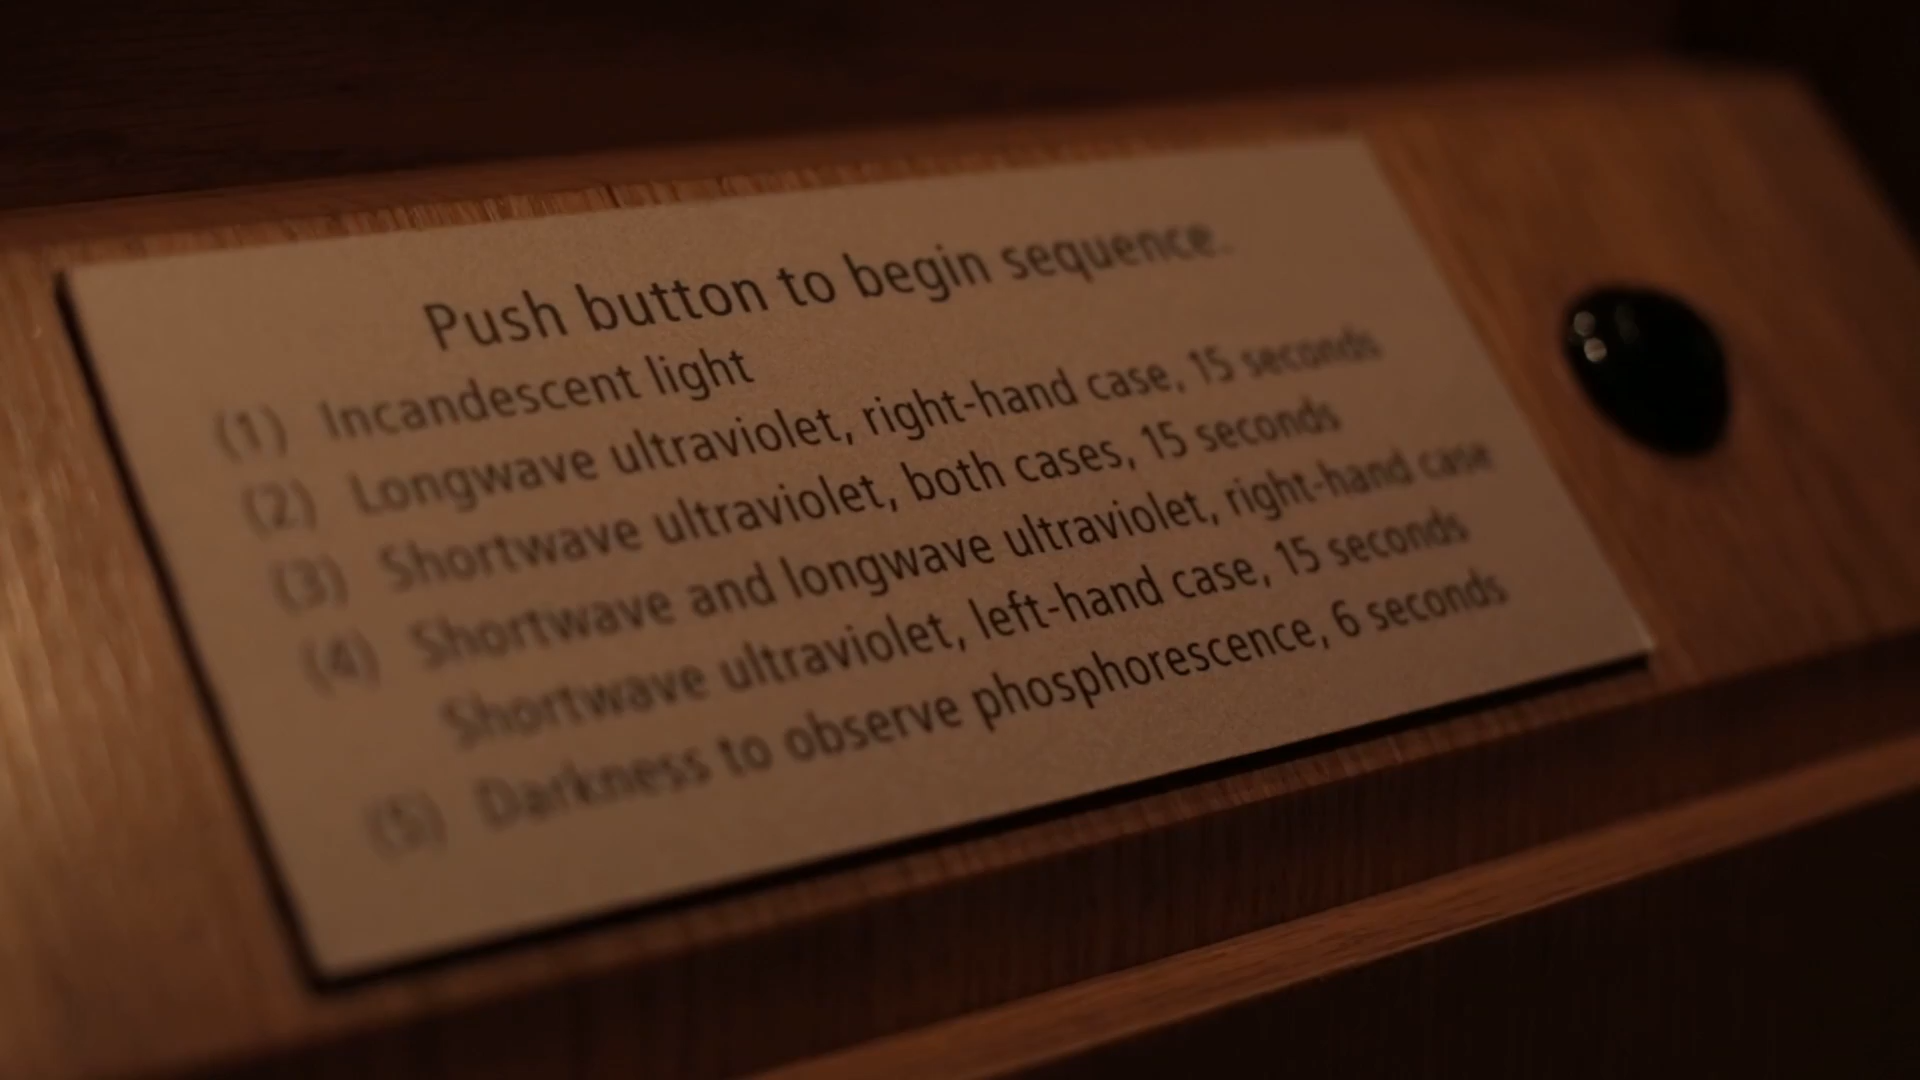 Push button to begin sequence.
(1) Incandescent light
(2) Longwave ultraviolet, right-hand case, 15 seconds
(3) Shortwave ultraviolet, both cases, 15 seconds
(4) Shortwave and longwave ultraviolet, right-hand case
Shortwave ultraviolet, left-hand case, 15 seconds
(5) Darkness to observe phosphorescence, 6 seconds